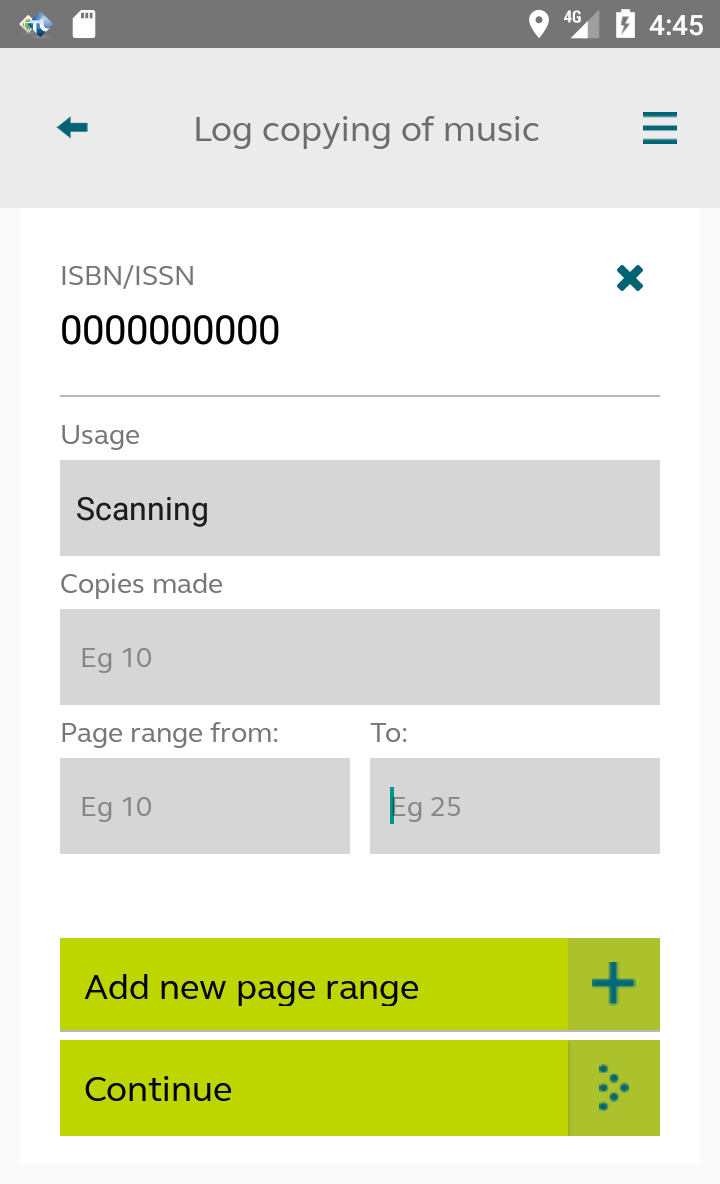 4G 4:45
Log copying of music
ISBN/ISSN
0000000000
Usage
Scanning
Copies made
Eg 10
Page range from: To:
Eg 10 Eg 25
Add new page range
Continue